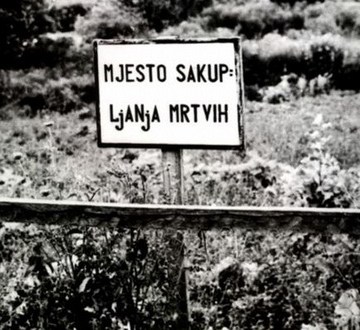 MJESTO SAKUP=
LjANjA MRTVIH